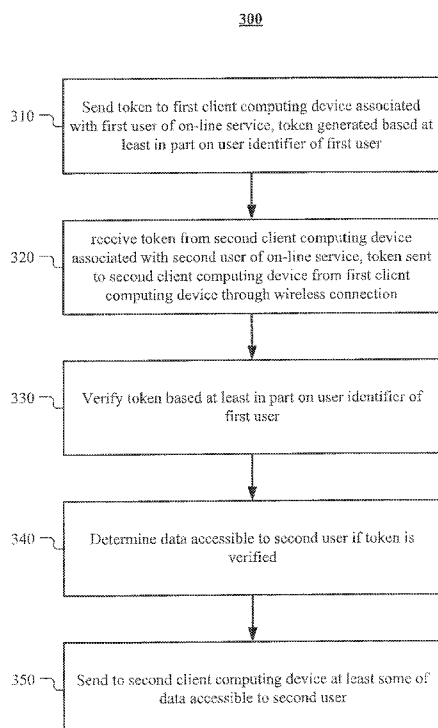 300
310
Send token to first client computing device associated
with first user of on-line service, token generated based at
least in part on user identifier of first user
320
receive token from second client computing device
associated with second user of on-line service, token sent
to second client computing device from first client
computing device through wireless connection
330
Verify token based at least in part on user identifier of
first user
340
Determine data accessible to second user if token is
verified
350
Send to second client computing device at least some of
data accessible to second user